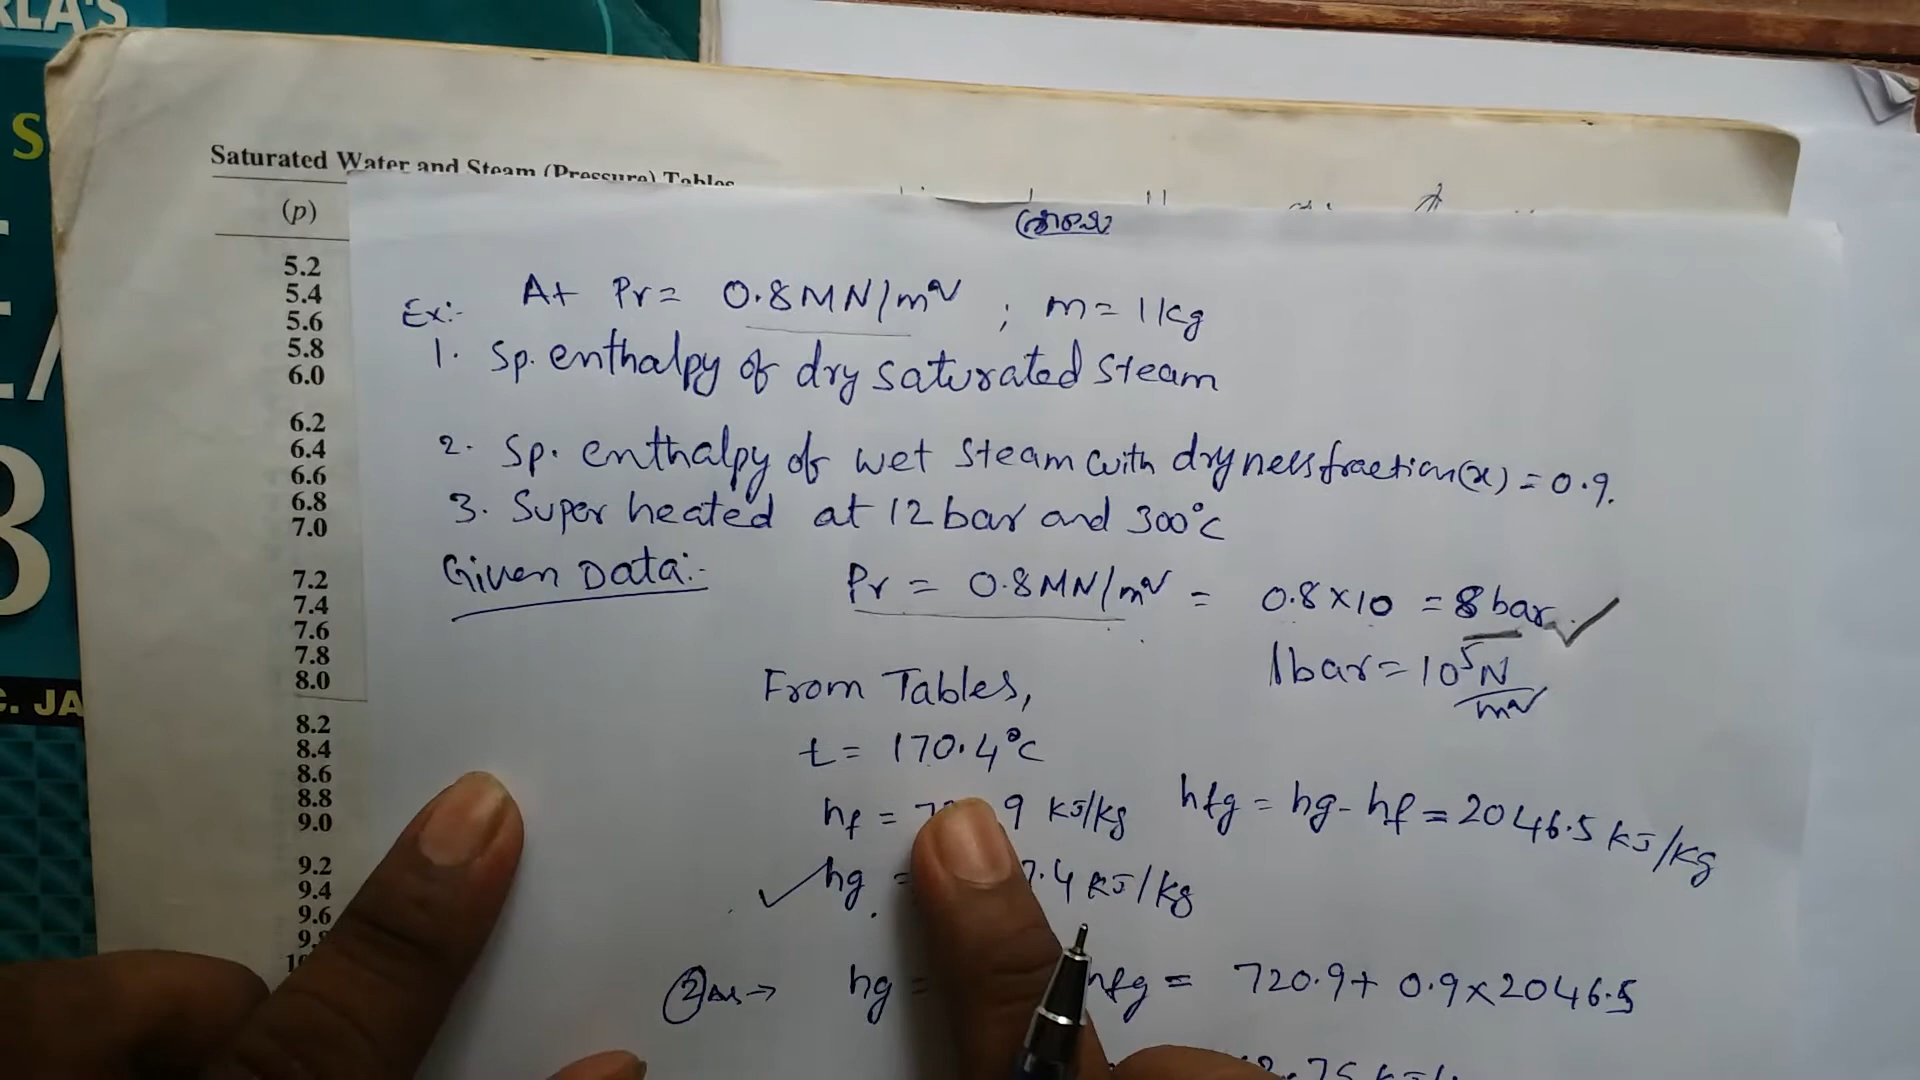 RLA'S
S
C. JA
Saturated Water and Steam (Pressure) Tables
(p)
5.2
5.4
5.6
5.8
6.0
6.2
6.4
6.6
6.8
7.0
7.2
7.4
7.6
7.8
8.0
8.2
8.4
8.6
8.8
9.0
9.2
9.4
9.6
Ex:- At Pr = 0.8MN/m² ; m = 1kg
1. Sp. enthalpy of dry saturated steam
2. Sp. enthalpy of wet steam with dryness fraction (x) = 0.9.
3. Super heated at 12 bar and 300°C
Given Data:- Pr = 0.8MN/m² = 0.8×10 = 8 bar ✓
1bar = 10⁵N/m²
From Tables,
t = 170.4°C
hf = 9 kJ/kg hfg = hg - hf = 2046.5 kJ/kg
✓ hg = .4 kJ/kg
② Ans → hg = hfg = 720.9 + 0.9×2046.5